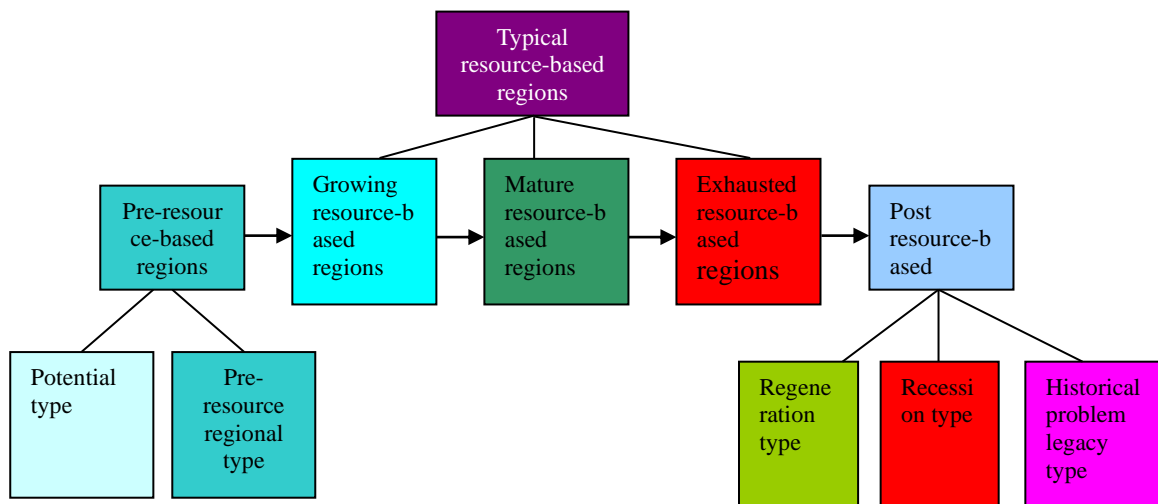 Typical
resource-based
regions
Pre-resour
ce-based
regions
Growing
resource-b
ased
regions
Mature
resource-b
ased
regions
Exhausted
resource-b
ased
regions
Post
resource-b
ased
Potential
type
Pre-
resource
regional
type
Regene
ration
type
Recessi
on type
Historical
problem
legacy
type